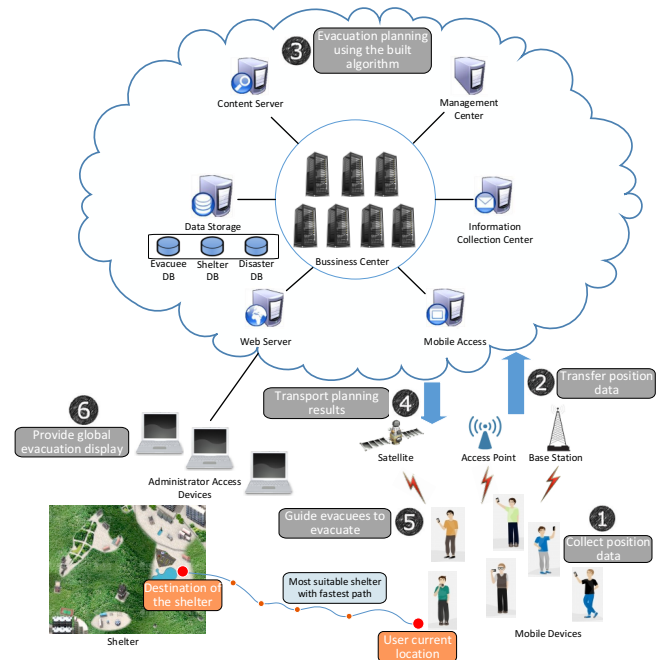 3
Evacuation planning
using the built
algorithm
Content Server
Management
Center
Data Storage
Information
Collection Center
Evacuee
DB
Shelter
DB
Disaster
DB
Bussiness Center
Web Server
Mobile Access
6
Provide global
evacuation display
Transport planning
results
4
2
Transfer position
data
Satellite
Access Point
Base Station
Administrator Access
Devices
Guide evacuees to
evacuate
5
1
Collect position
data
Destination of
the shelter
Most suitable shelter
with fastest path
User current
location
Shelter
Mobile Devices